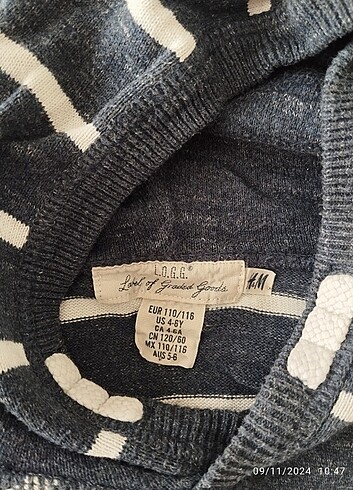 L.O.G.G.®
Label of Graded Goods
H&M
EUR 110/116
US 4-6Y
CA 4-6A
CN 120/60
MX 110/116
AUS 5-6
09/11/2024 10:47